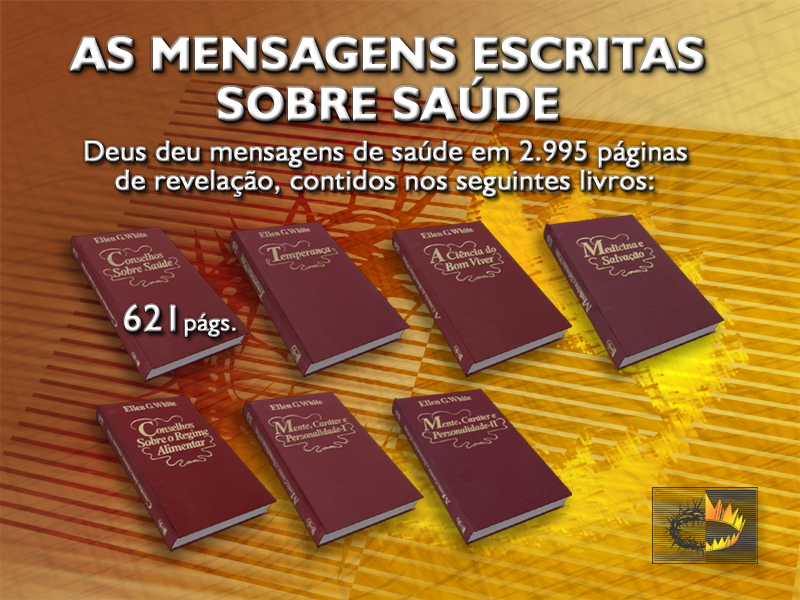 AS MENSAGENS ESCRITAS
SOBRE SAÚDE
Deus deu mensagens de saúde em 2.995 páginas
de revelação, contidos nos seguintes livros:
Ellen G. White
Conselhos
Sobre Saúde
621 págs.
Ellen G. White
Temperança
Ellen G. White
A Ciência do
Bom Viver
Medicina e
Salvação
Ellen G. White
Conselhos
Sobre o Regime
Alimentar
Ellen G. White
Mente, Caráter e
Personalidade-I
Ellen G. White
Mente, Caráter e
Personalidade-II